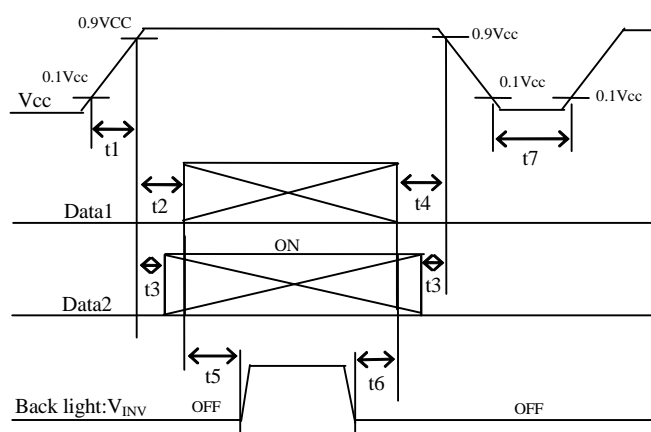 0.9VCC
0.9Vcc
0.1Vcc
0.1Vcc
0.1Vcc
Vcc
t1
t7
t2
t4
Data1
ON
t3
t3
Data2
t5
t6
Back light:VINV
OFF
OFF